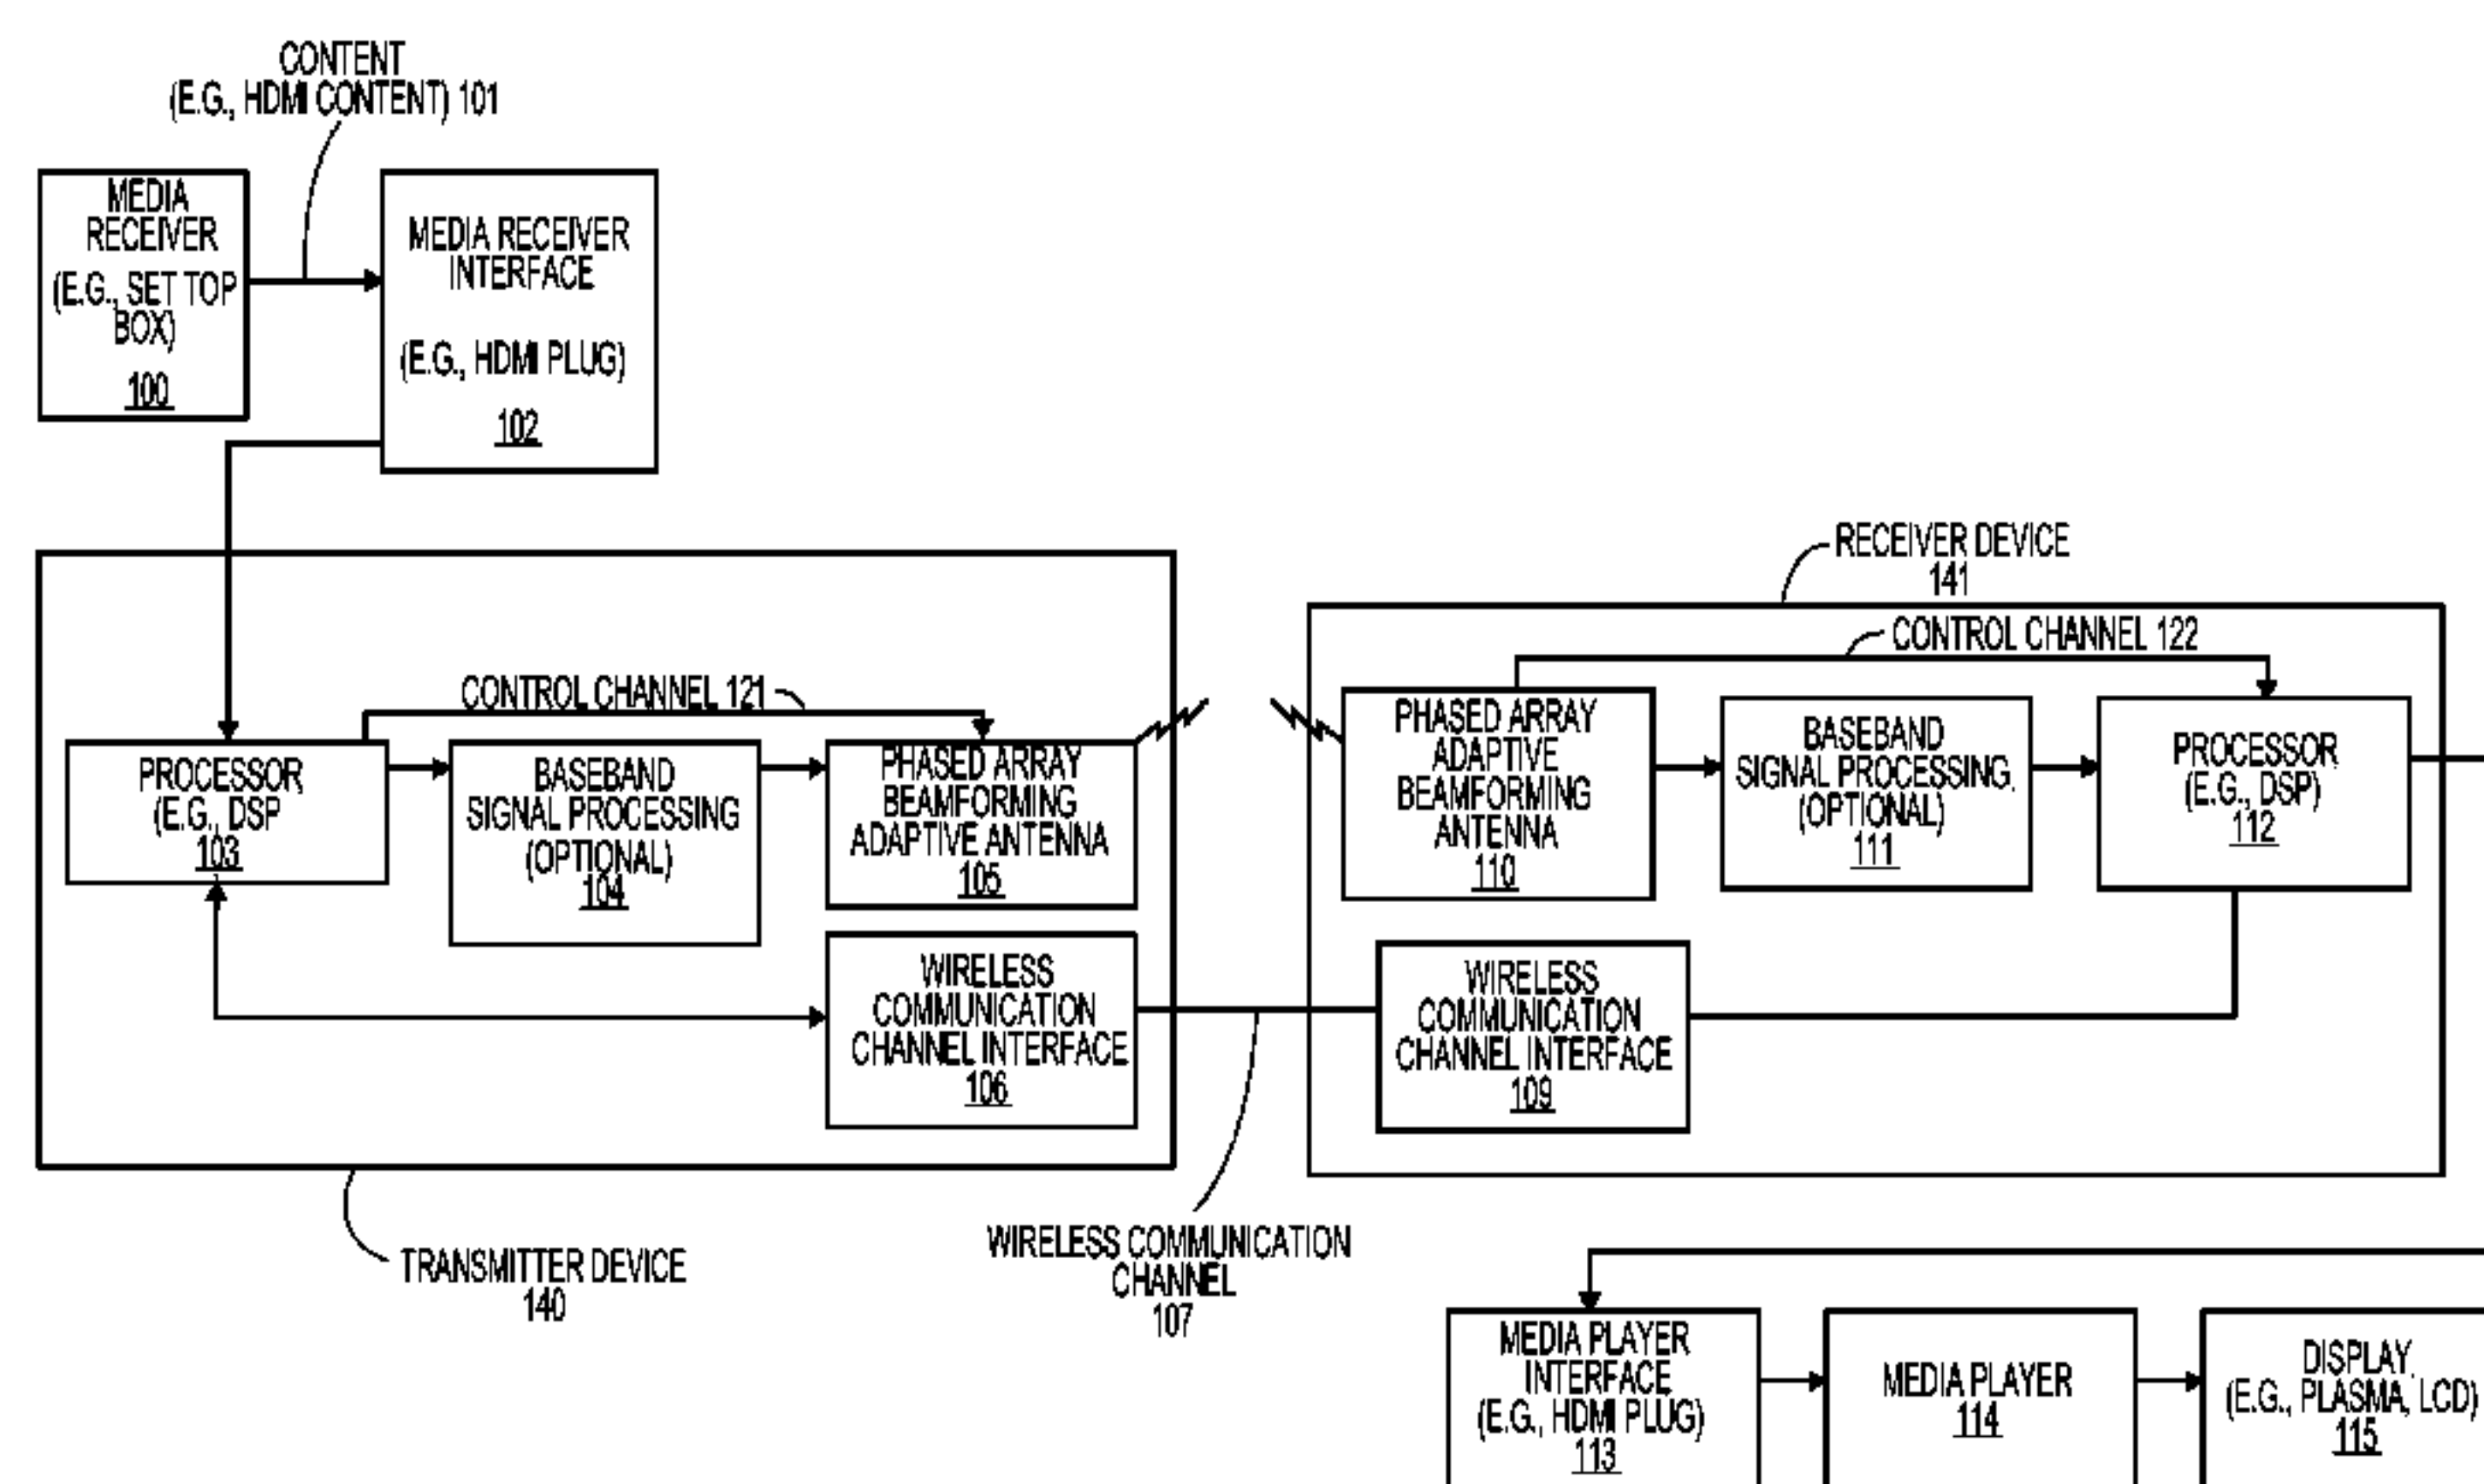 CONTENT
(E.G., HDMI CONTENT) 101
MEDIA
RECEIVER
(E.G., SET TOP
BOX)
100
MEDIA RECEIVER
INTERFACE
(E.G., HDMI PLUG)
102
RECEIVER DEVICE
141
CONTROL CHANNEL 121
PROCESSOR
(E.G., DSP
103
BASEBAND
SIGNAL PROCESSING
(OPTIONAL)
104
PHASED ARRAY
BEAMFORMING
ADAPTIVE ANTENNA
105
WIRELESS
COMMUNICATION
CHANNEL INTERFACE
106
CONTROL CHANNEL 122
PHASED ARRAY
ADAPTIVE
BEAMFORMING
ANTENNA
110
BASEBAND
SIGNAL PROCESSING
(OPTIONAL)
111
PROCESSOR
(E.G., DSP)
112
WIRELESS
COMMUNICATION
CHANNEL INTERFACE
109
TRANSMITTER DEVICE
140
WIRELESS COMMUNICATION
CHANNEL
107
MEDIA PLAYER
INTERFACE
(E.G., HDMI PLUG)
113
MEDIA PLAYER
114
DISPLAY
(E.G., PLASMA, LCD)
115